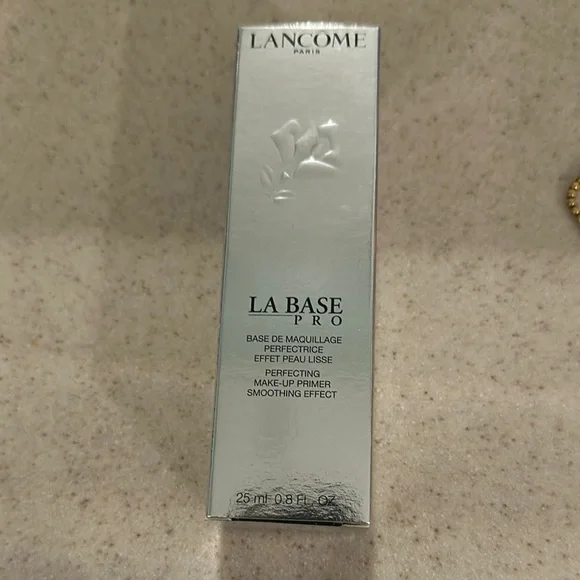 LANCOME
PARIS
LA BASE
PRO
BASE DE MAQUILLAGE
PERFECTRICE
EFFET PEAU LISSE
PERFECTING
MAKE-UP PRIMER
SMOOTHING EFFECT
25 ml 0.8 FL. OZ